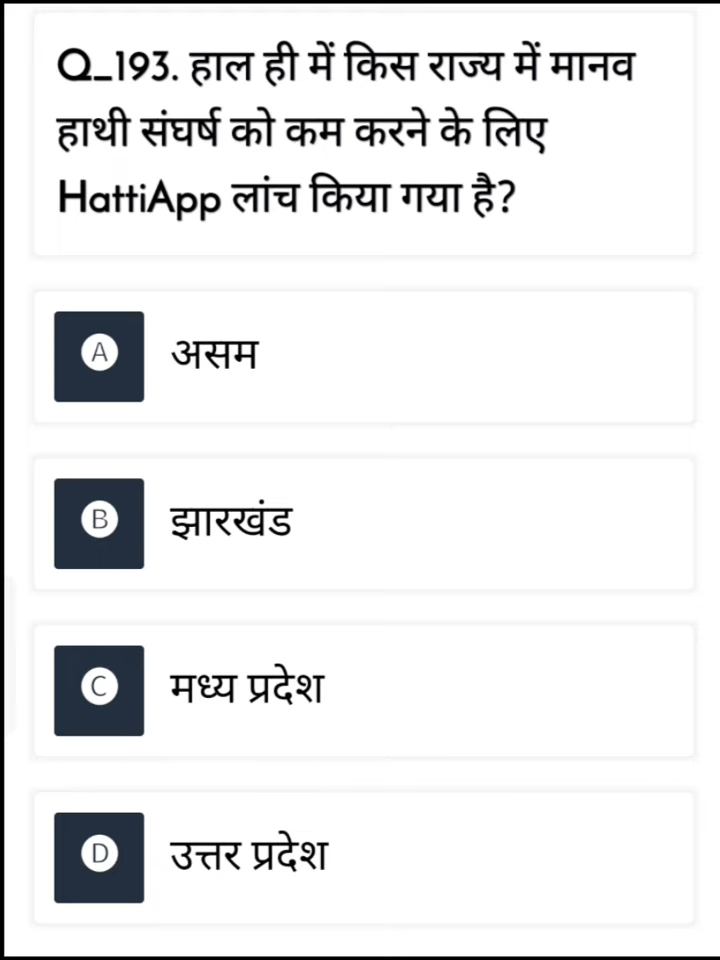 Q_193. हाल ही में किस राज्य में मानव
हाथी संघर्ष को कम करने के लिए
HattiApp लांच किया गया है?
A असम
B झारखंड
C मध्य प्रदेश
D उत्तर प्रदेश